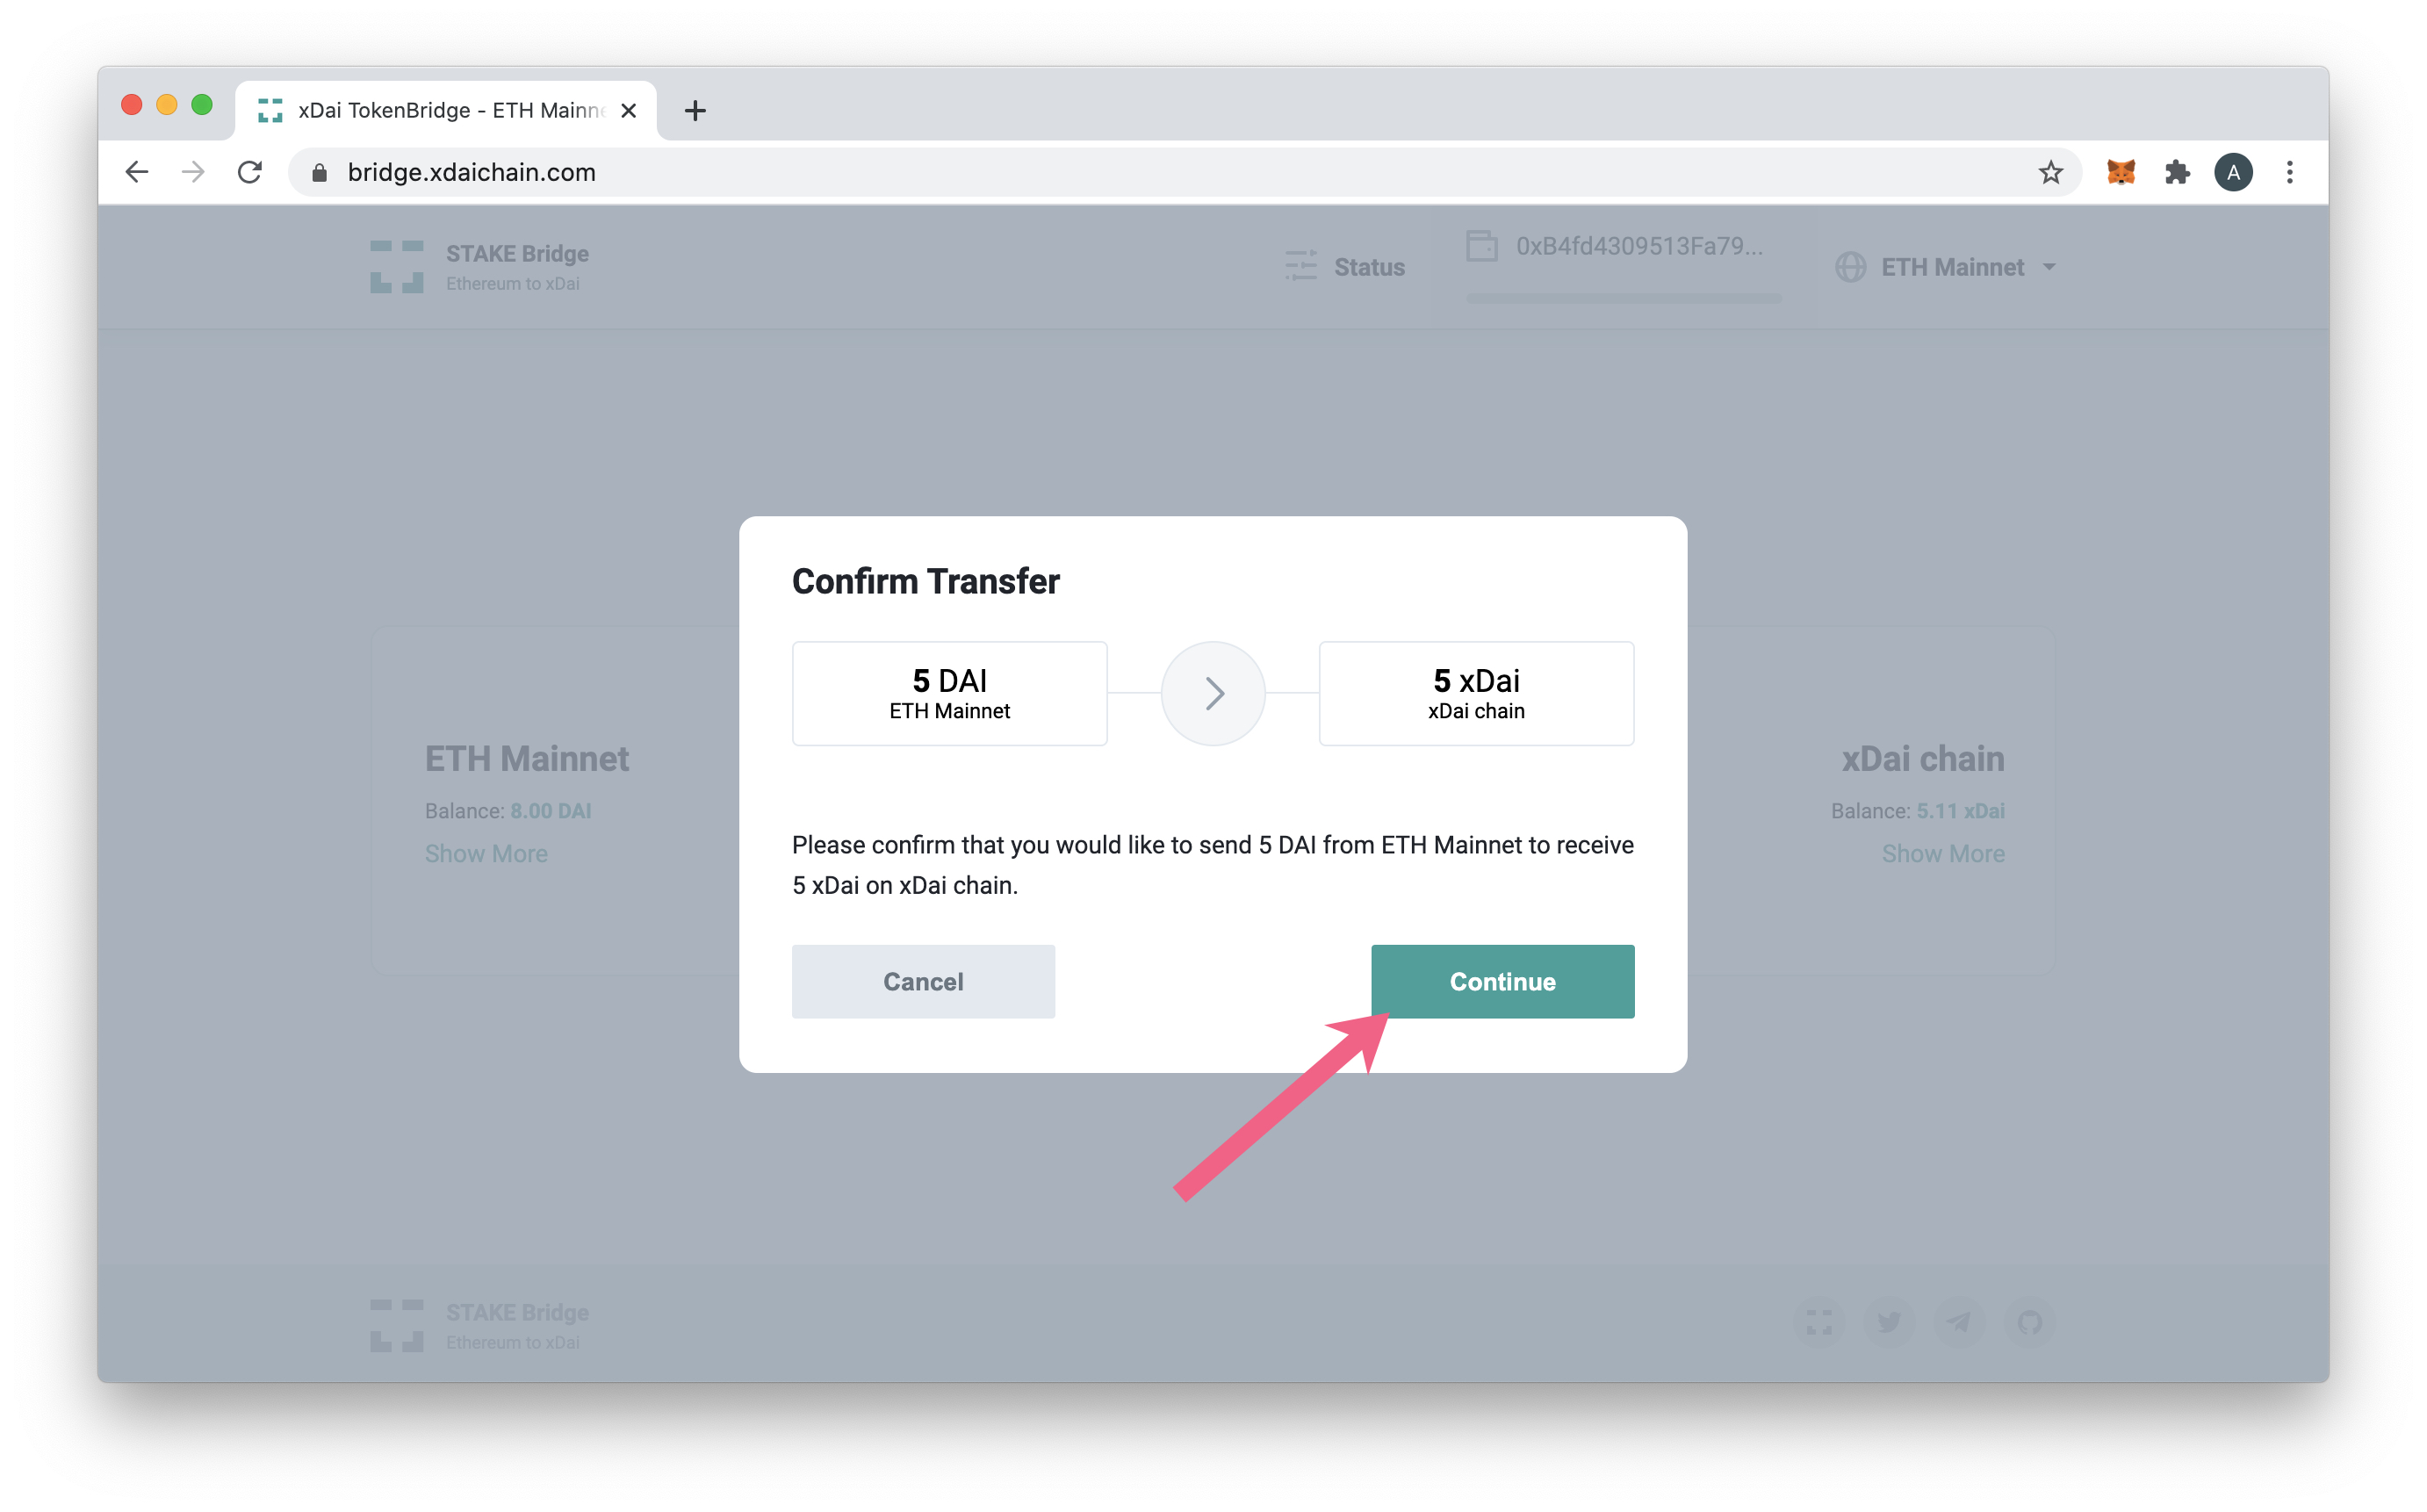 xDai TokenBridge - ETH Mainne
bridge.xdaichain.com
A
STAKE Bridge
Ethereum to xDai
Status
0xB4fd4309513Fa79...
ETH Mainnet
Confirm Transfer
5 DAI
ETH Mainnet
5 xDai
xDai chain
ETH Mainnet
Balance: 8.00 DAI
Show More
xDai chain
Balance: 5.11 xDai
Show More
Please confirm that you would like to send 5 DAI from ETH Mainnet to receive
5 xDai on xDai chain.
Cancel
Continue
STAKE Bridge
Ethereum to xDai